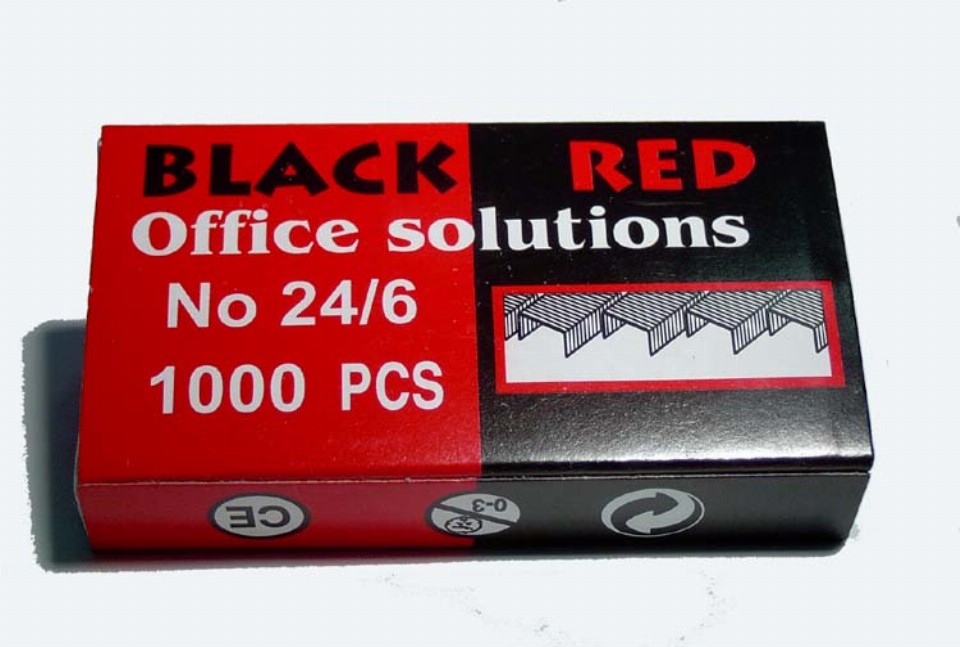 BLACK RED
Office solutions
No 24/6
1000 PCS
CE
0-3